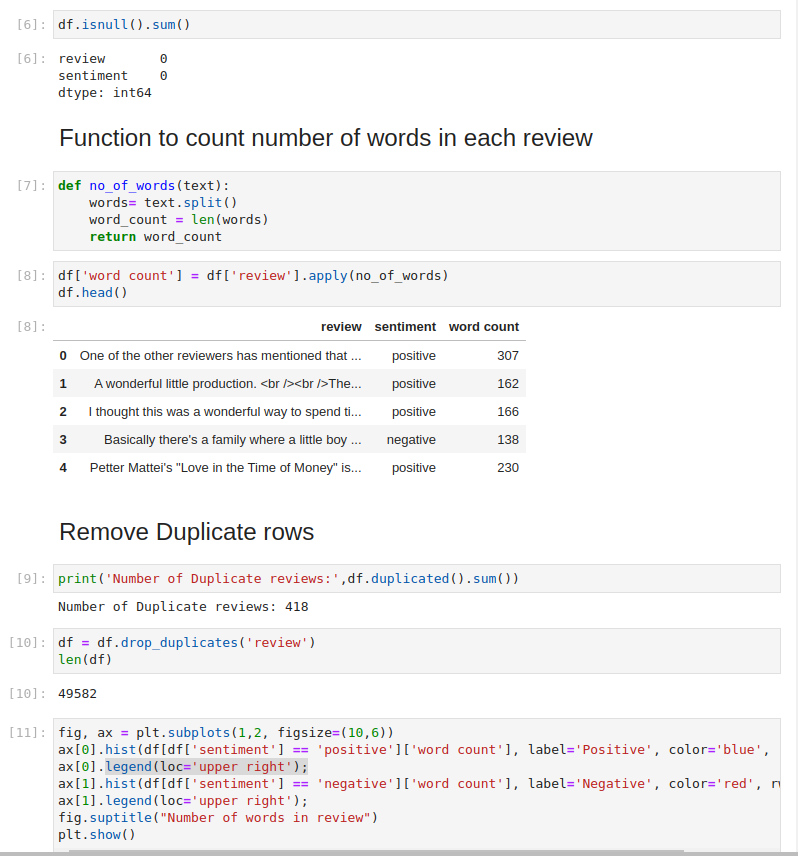 [6]: df.isnull().sum()
[6]: review       0
sentiment    0
dtype: int64
Function to count number of words in each review
[7]: def no_of_words(text):
    words= text.split()
    word_count = len(words)
    return word_count
[8]: df['word count'] = df['review'].apply(no_of_words)
df.head()
[8]: review sentiment word count
0 One of the other reviewers has mentioned that ... positive 307
1 A wonderful little production. <br /><br />The... positive 162
2 I thought this was a wonderful way to spend ti... positive 166
3 Basically there's a family where a little boy ... negative 138
4 Petter Mattei's "Love in the Time of Money" is... positive 230
Remove Duplicate rows
[9]: print('Number of Duplicate reviews:',df.duplicated().sum())
Number of Duplicate reviews: 418
[10]: df = df.drop_duplicates('review')
len(df)
[10]: 49582
[11]: fig, ax = plt.subplots(1,2, figsize=(10,6))
ax[0].hist(df[df['sentiment'] == 'positive']['word count'], label='Positive', color='blue',
ax[0].legend(loc='upper right');
ax[1].hist(df[df['sentiment'] == 'negative']['word count'], label='Negative', color='red',
ax[1].legend(loc='upper right');
fig.suptitle("Number of words in review")
plt.show()